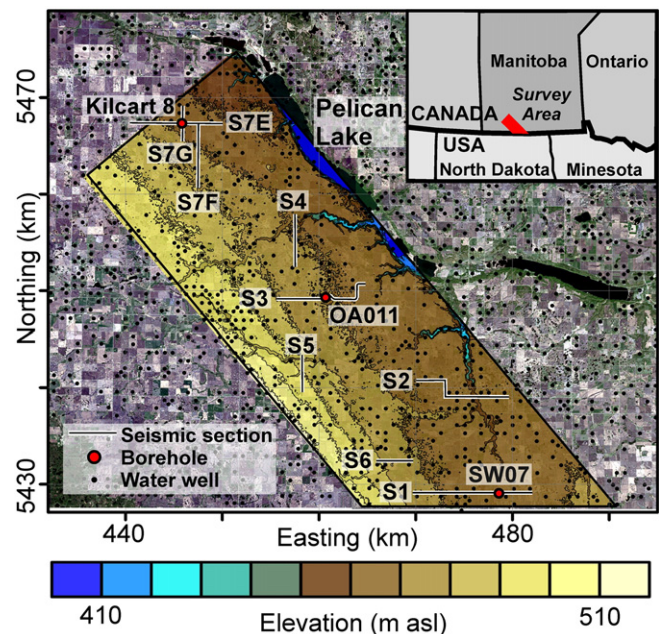 Manitoba
Ontario
Survey
Area
CANADA
USA
North Dakota
Minesota
5470
Kilcart 8
S7E
Pelican
Lake
S7G
S7F
S4
S3
OA011
S5
S2
Seismic section
Borehole
Water well
S6
S1
SW07
5430
Northing (km)
440
480
Easting (km)
410
510
Elevation (m asl)